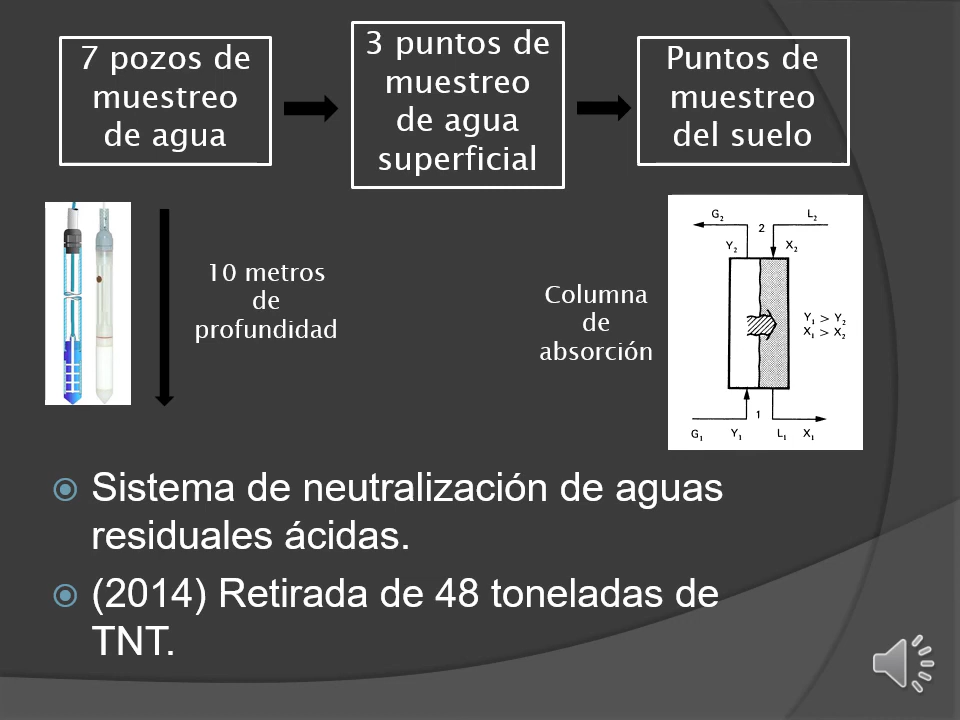 7 pozos de
muestreo
de agua
3 puntos de
muestreo
de agua
superficial
Puntos de
muestreo
del suelo
10 metros
de
profundidad
Columna
de
absorción
G₂
L₂
2
Y₂
X₂
Y₁ > Y₂
X₁ > X₂
1
G₁
Y₁
L₁
X₁
Sistema de neutralización de aguas
residuales ácidas.
(2014) Retirada de 48 toneladas de
TNT.